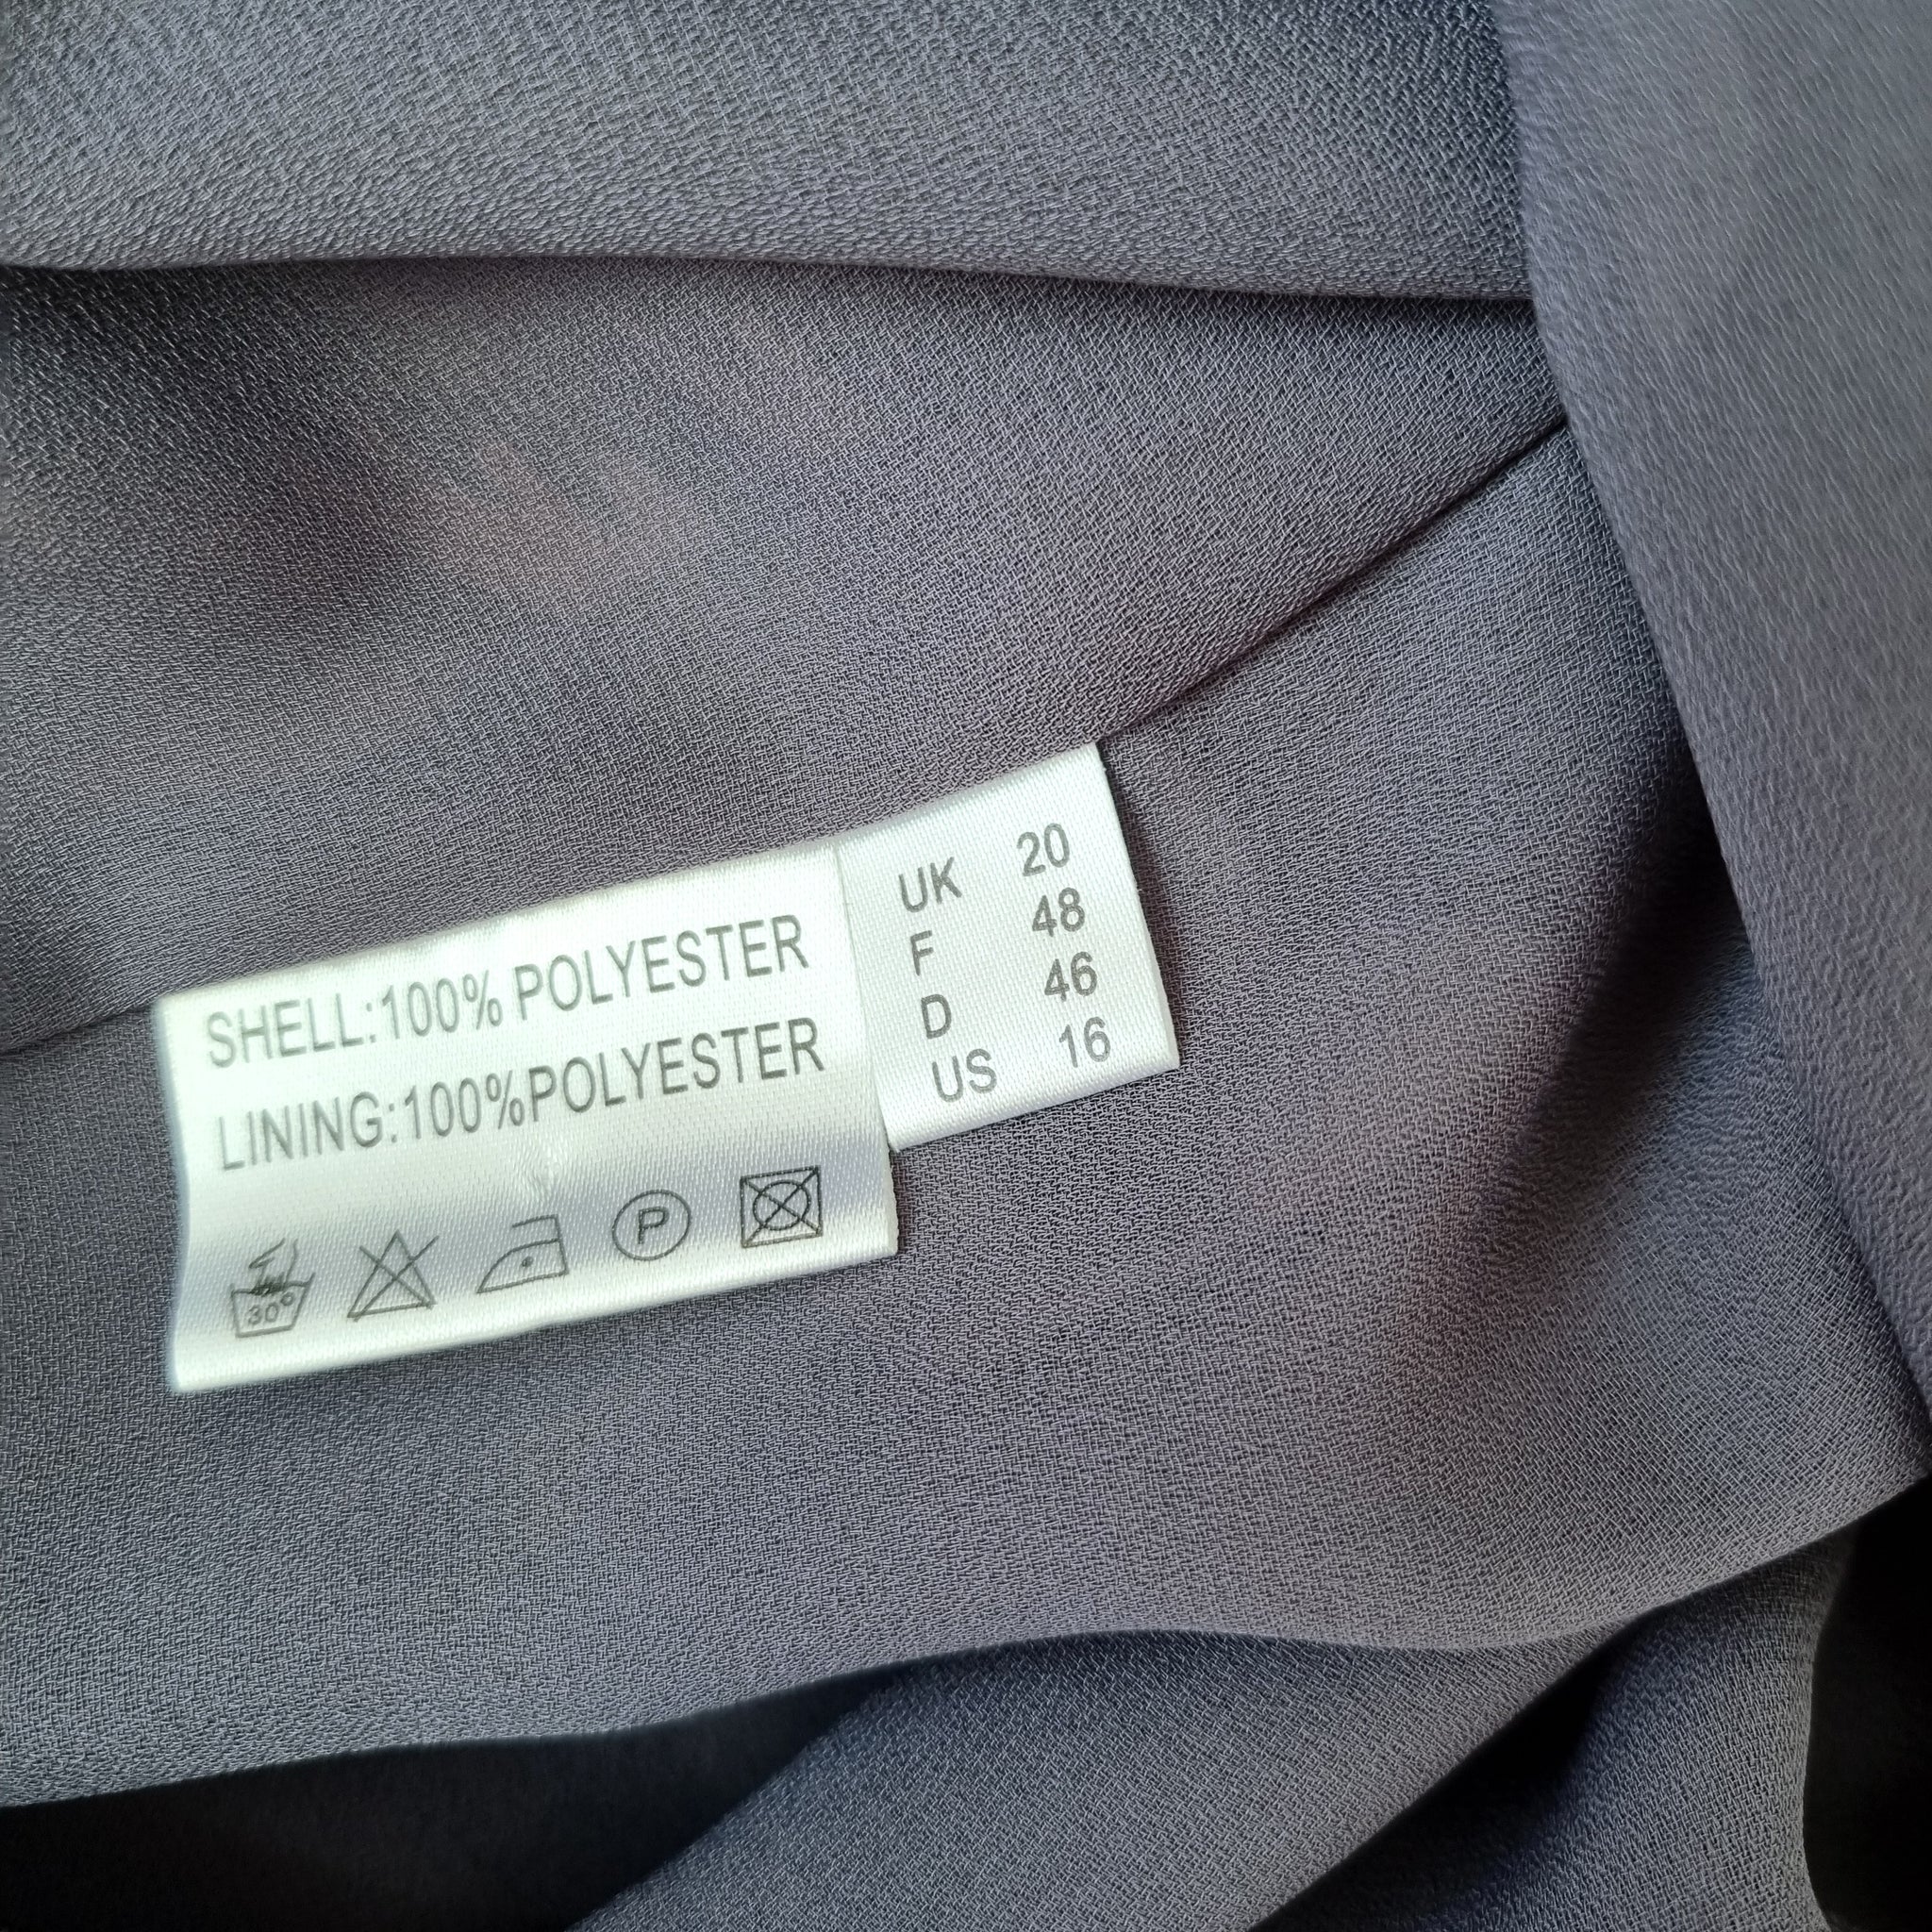 SHELL:100% POLYESTER
LINING:100%POLYESTER
30°
P
UK 20
F 48
D 46
US 16